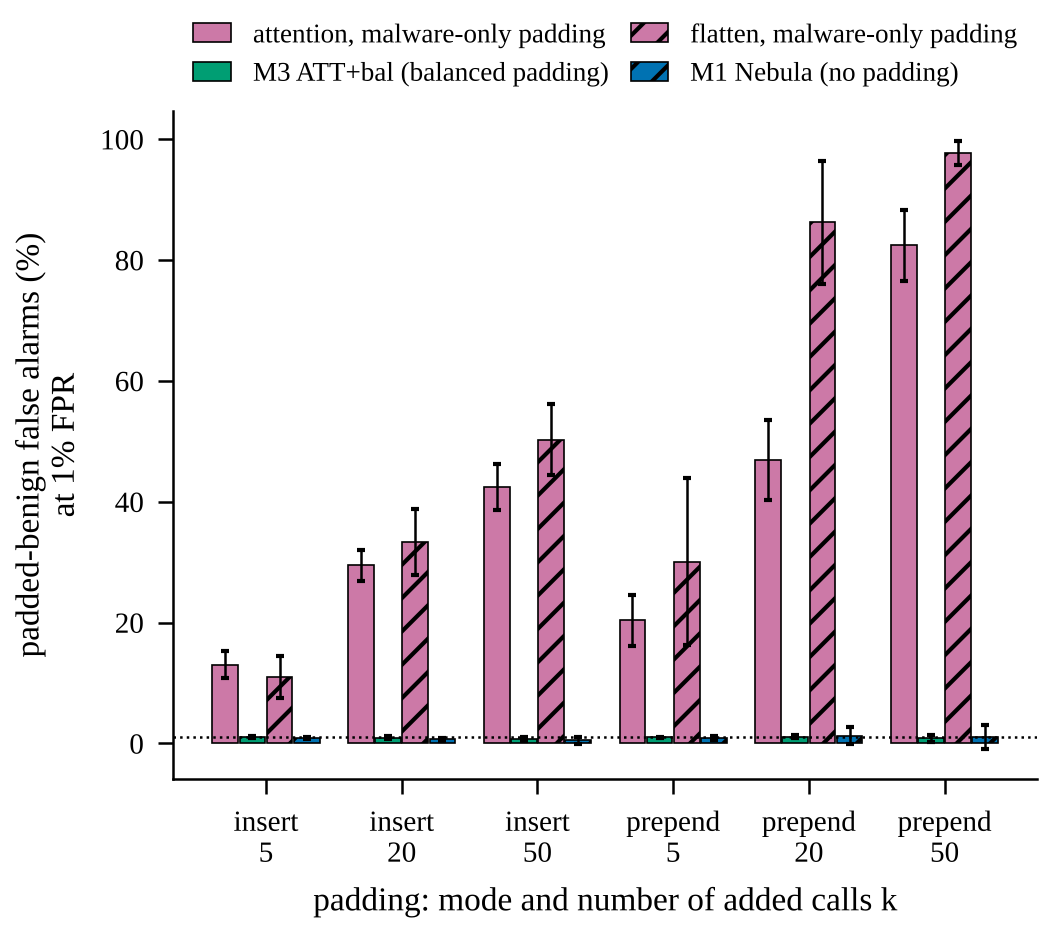 attention, malware-only padding
flatten, malware-only padding
M3 ATT+bal (balanced padding)
M1 Nebula (no padding)
padded-benign false alarms (%)
at 1% FPR
100
80
60
40
20
0
insert
5
insert
20
insert
50
prepend
5
prepend
20
prepend
50
padding: mode and number of added calls k